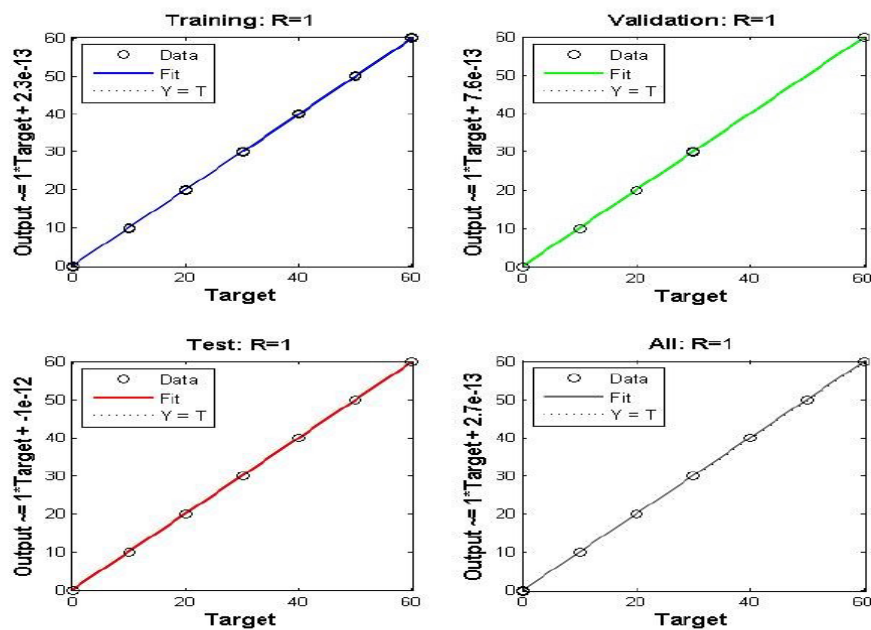 Training: R=1
Output ~= 1*Target + 2.3e-13
60
50
40
30
20
10
0
Data
Fit
Y = T
0 20 40 60
Target
Validation: R=1
Output ~= 1*Target + 7.6e-13
60
50
40
30
20
10
0
Data
Fit
Y = T
0 20 40 60
Target
Test: R=1
Output ~= 1*Target + -1e-12
60
50
40
30
20
10
0
Data
Fit
Y = T
0 20 40 60
Target
All: R=1
Output ~= 1*Target + 2.7e-13
60
50
40
30
20
10
0
Data
Fit
Y = T
0 20 40 60
Target